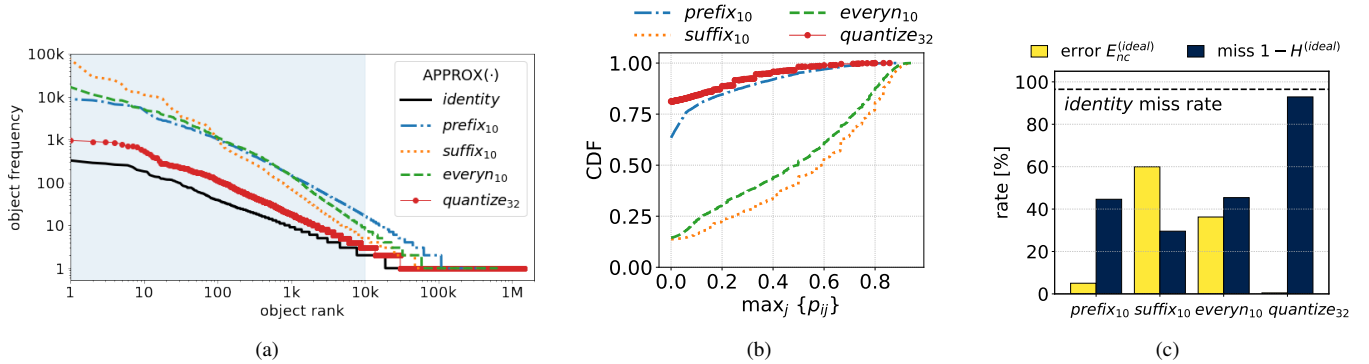 100k
10k
1k
100
10
1
object frequency
1 10 100 1k 10k 100k 1M
object rank
APPROX(·)
identity
prefix₁₀
suffix₁₀
everyn₁₀
quantize₃₂
(a)
prefix₁₀ everyn₁₀
suffix₁₀ quantize₃₂
1.00
0.75
0.50
0.25
0.00
CDF
0.0 0.2 0.4 0.6 0.8
maxⱼ {pᵢⱼ}
(b)
error E_{nc}^{(ideal)} miss 1 − H^{(ideal)}
100
80
60
40
20
0
rate [%]
identity miss rate
prefix₁₀ suffix₁₀ everyn₁₀ quantize₃₂
(c)